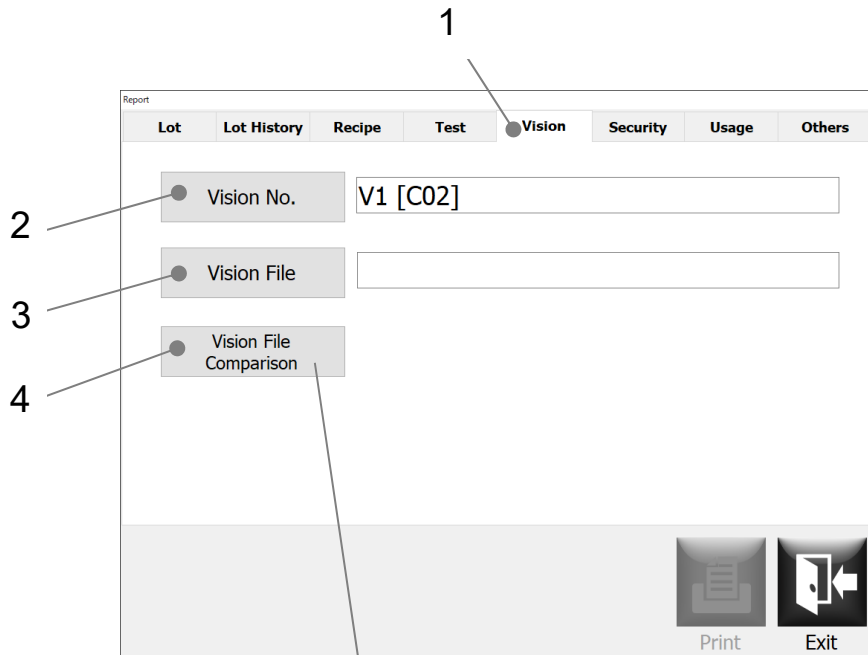 1
Report
Lot Lot History Recipe Test Vision Security Usage Others
2
Vision No. V1 [C02]
3
Vision File
4
Vision File
Comparison
Print Exit